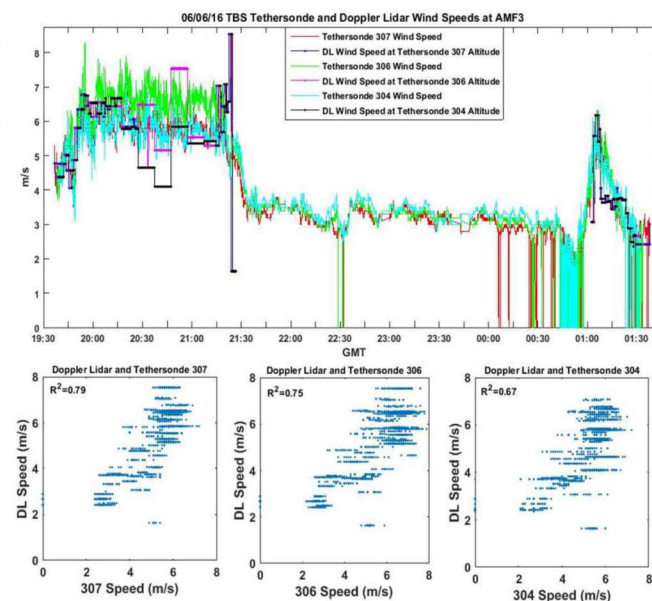 06/06/16 TBS Tethersonde and Doppler Lidar Wind Speeds at AMF3
Tethersonde 307 Wind Speed
DL Wind Speed at Tethersonde 307 Altitude
Tethersonde 306 Wind Speed
DL Wind Speed at Tethersonde 306 Altitude
Tethersonde 304 Wind Speed
DL Wind Speed at Tethersonde 304 Altitude
8
7
6
5
4
3
2
1
0
m/s
19:30 20:00 20:30 21:00 21:30 22:00 22:30 23:00 23:30 00:00 00:30 01:00 01:30
GMT
Doppler Lidar and Tethersonde 307
R²=0.79
DL Speed (m/s)
8
6
4
2
0
0 2 4 6 8
307 Speed (m/s)
Doppler Lidar and Tethersonde 306
R²=0.75
DL Speed (m/s)
8
6
4
2
0
0 2 4 6 8
306 Speed (m/s)
Doppler Lidar and Tethersonde 304
R²=0.67
DL Speed (m/s)
8
6
4
2
0
0 2 4 6 8
304 Speed (m/s)